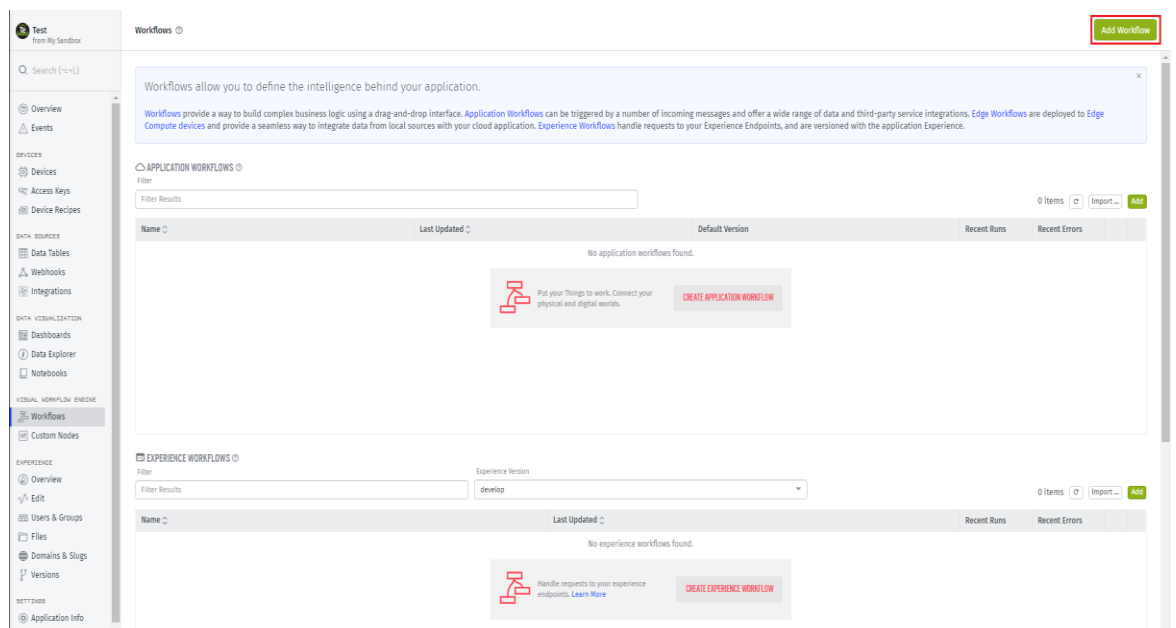 Test
from My Sandbox
Search (⌥+L)
Overview
Events
DEVICES
Devices
Access Keys
Device Recipes
DATA SOURCES
Data Tables
Webhooks
Integrations
DATA VISUALIZATION
Dashboards
Data Explorer
Notebooks
VISUAL WORKFLOW ENGINE
Workflows
Custom Nodes
EXPERIENCE
Overview
Edit
Users & Groups
Files
Domains & Slugs
Versions
SETTINGS
Application Info
Workflows
Add Workflow
Workflows allow you to define the intelligence behind your application.
Workflows provide a way to build complex business logic using a drag-and-drop interface. Application Workflows can be triggered by a number of incoming messages and offer a wide range of data and third-party service integrations. Edge Workflows are deployed to Edge
Compute devices and provide a seamless way to integrate data from local sources with your cloud application. Experience Workflows handle requests to your Experience Endpoints, and are versioned with the application Experience.
APPLICATION WORKFLOWS
Filter
Filter Results
0 items Import ... Add
Name Last Updated Default Version Recent Runs Recent Errors
No application workflows found.
Put your Things to work. Connect your
physical and digital worlds.
CREATE APPLICATION WORKFLOW
EXPERIENCE WORKFLOWS
Filter Experience Version
Filter Results develop
0 items Import ... Add
Name Last Updated Recent Runs Recent Errors
No experience workflows found.
Handle requests to your experience
endpoints. Learn More
CREATE EXPERIENCE WORKFLOW